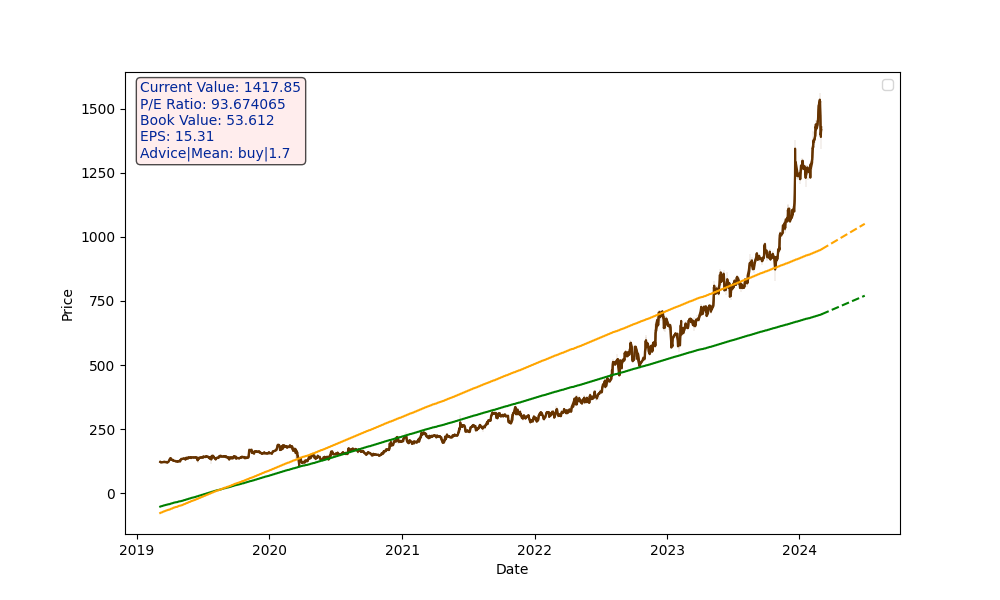 Current Value: 1417.85
P/E Ratio: 93.674065
Book Value: 53.612
EPS: 15.31
Advice|Mean: buy|1.7
1500
1250
1000
750
500
250
0
Price
2019 2020 2021 2022 2023 2024
Date